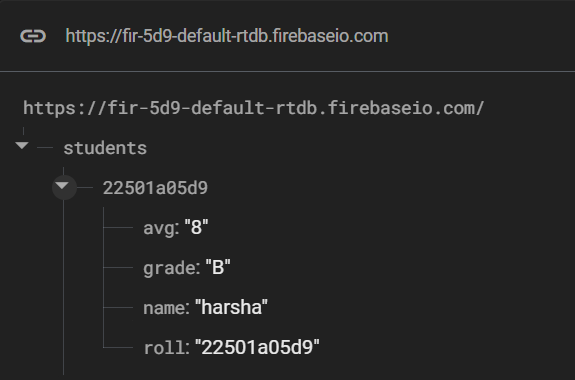 https://fir-5d9-default-rtdb.firebaseio.com
https://fir-5d9-default-rtdb.firebaseio.com/
students
22501a05d9
avg: "8"
grade: "B"
name: "harsha"
roll: "22501a05d9"